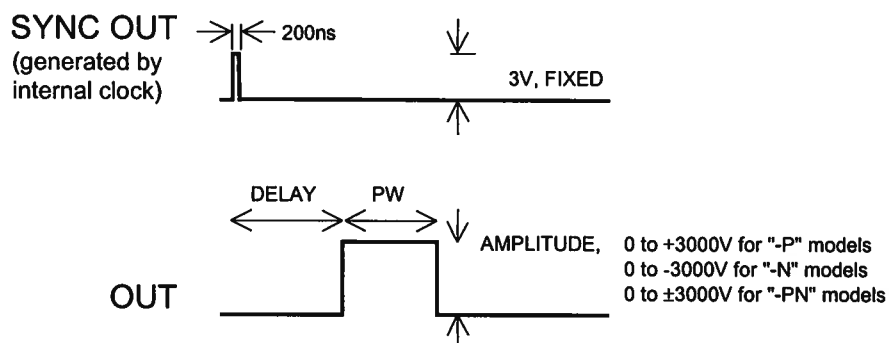 SYNC OUT
(generated by
internal clock)
200ns
3V, FIXED
DELAY
PW
AMPLITUDE,
0 to +3000V for "-P" models
0 to -3000V for "-N" models
0 to ±3000V for "-PN" models
OUT